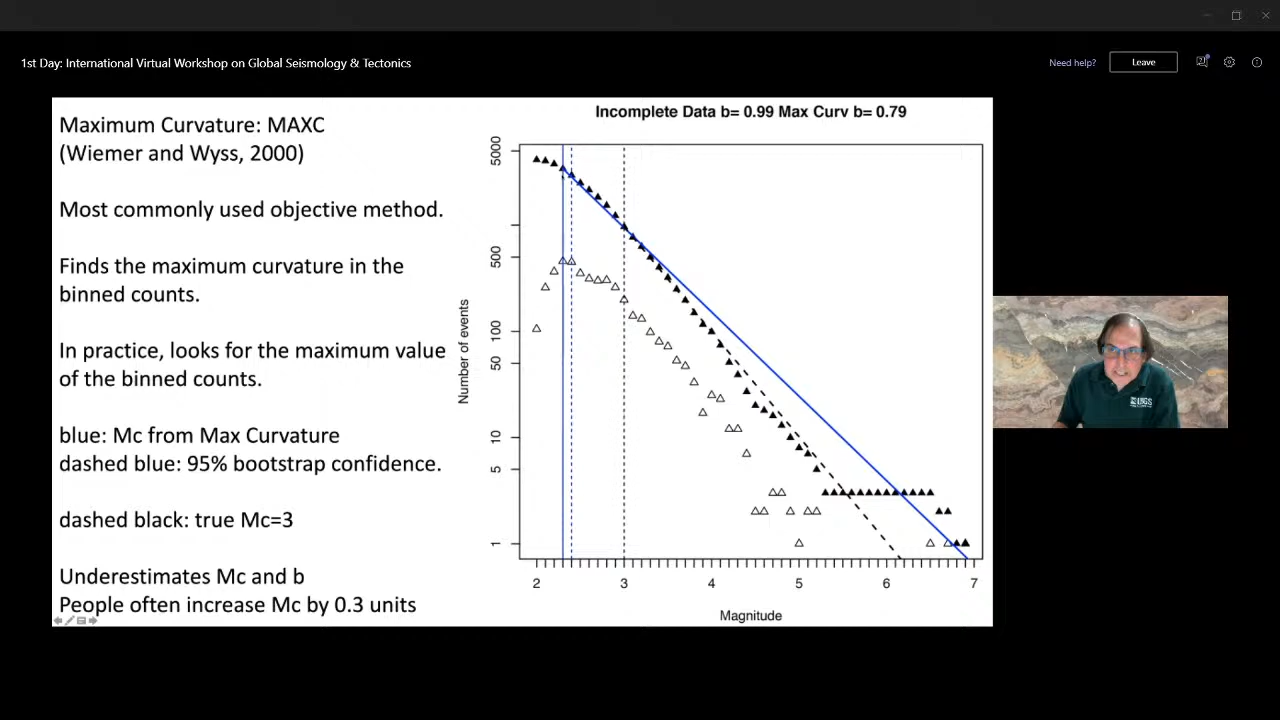 1st Day: International Virtual Workshop on Global Seismology & Tectonics
Need help?
Leave
Maximum Curvature: MAXC
(Wiemer and Wyss, 2000)
Most commonly used objective method.
Finds the maximum curvature in the
binned counts.
In practice, looks for the maximum value
of the binned counts.
blue: Mc from Max Curvature
dashed blue: 95% bootstrap confidence.
dashed black: true Mc=3
Underestimates Mc and b
People often increase Mc by 0.3 units
Incomplete Data b= 0.99 Max Curv b= 0.79
Number of events
5000
500
100
50
10
5
1
2 3 4 5 6 7
Magnitude
USGS